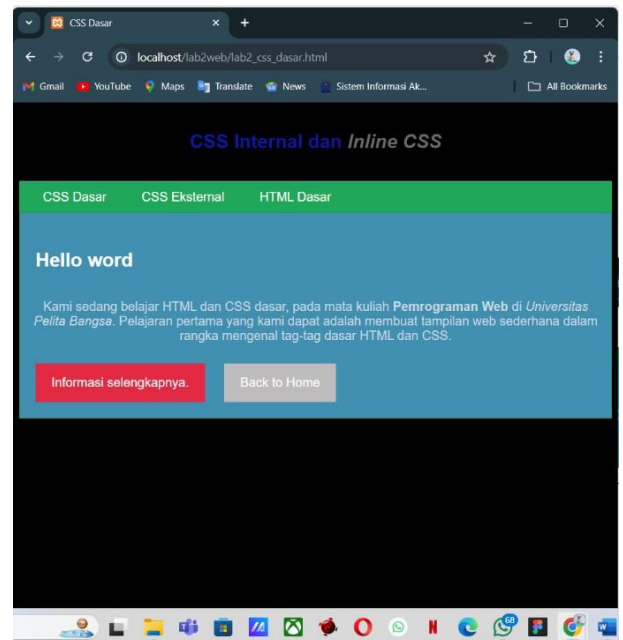 CSS Dasar
localhost/lab2web/lab2_css_dasar.html
Gmail YouTube Maps Translate News Sistem Informasi Ak... All Bookmarks
CSS Internal dan Inline CSS
CSS Dasar CSS Eksternal HTML Dasar
Hello word
Kami sedang belajar HTML dan CSS dasar, pada mata kuliah Pemrograman Web di Universitas
Pelita Bangsa. Pelajaran pertama yang kami dapat adalah membuat tampilan web sederhana dalam
rangka mengenal tag-tag dasar HTML dan CSS.
Informasi selengkapnya. Back to Home
68